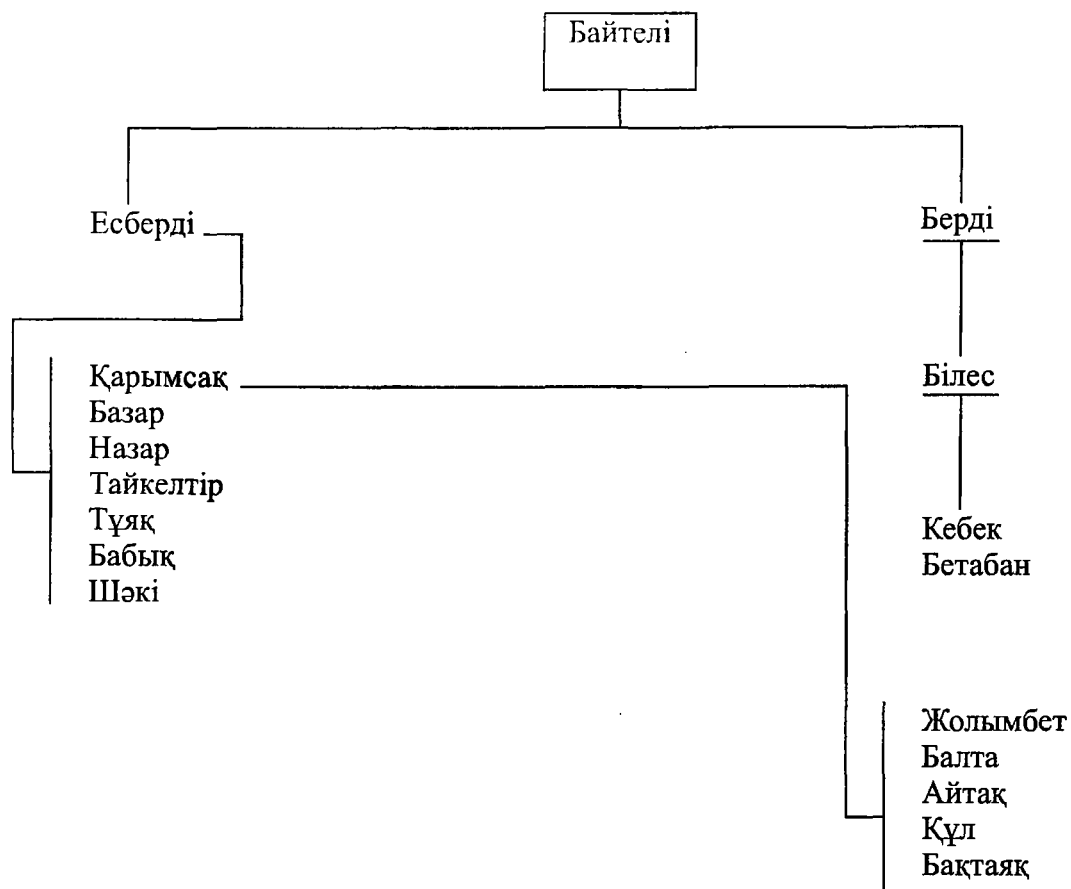 Байтелі
Есберді
Берді
Қарымсақ
Базар
Назар
Тайкелтір
Тұяқ
Бабық
Шәкі
Білес
Кебек
Бетабан
Жолымбет
Балта
Айтақ
Құл
Бақтаяқ